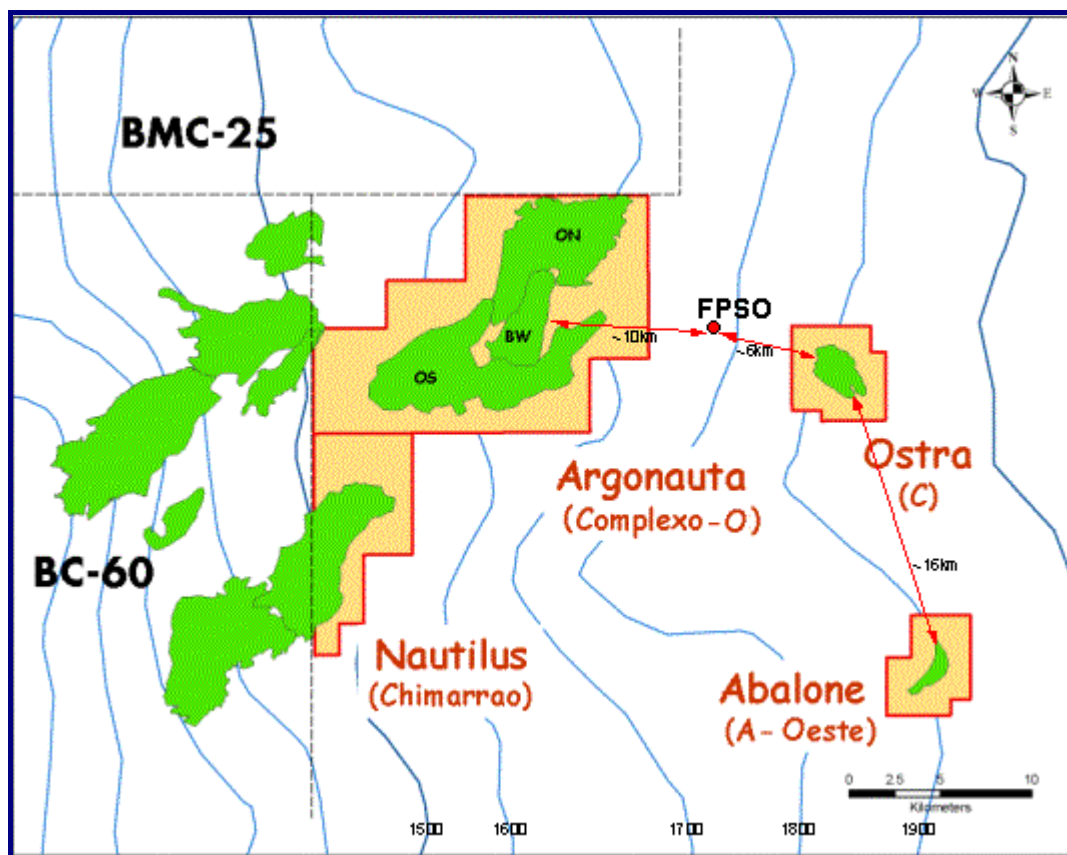 BMC-25
N
W
E
S
ON
FPSO
BW
~10km
~6km
OS
Ostra
(C)
Argonauta
(Complexo-O)
BC-60
~16km
Nautilus
(Chimarrao)
Abalone
(A-Oeste)
0 2.5 5 10
Kilometers
1500 1600 1700 1800 1900